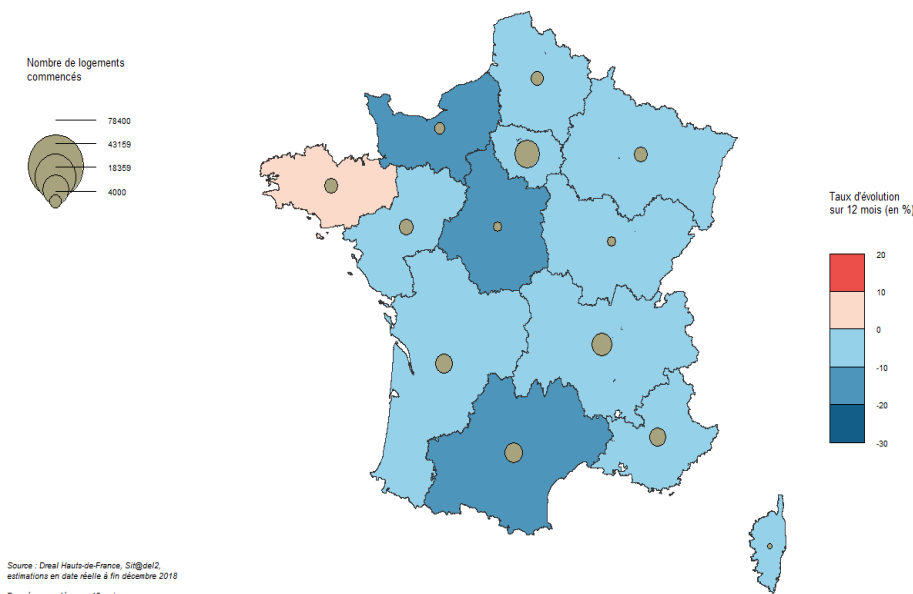 Nombre de logements
commencés
78400
43159
18359
4000
Taux d'évolution
sur 12 mois (en %)
20
10
0
-10
-20
-30
Source : Dreal Hauts-de-France, Sit@del2,
estimations en date réelle à fin décembre 2018